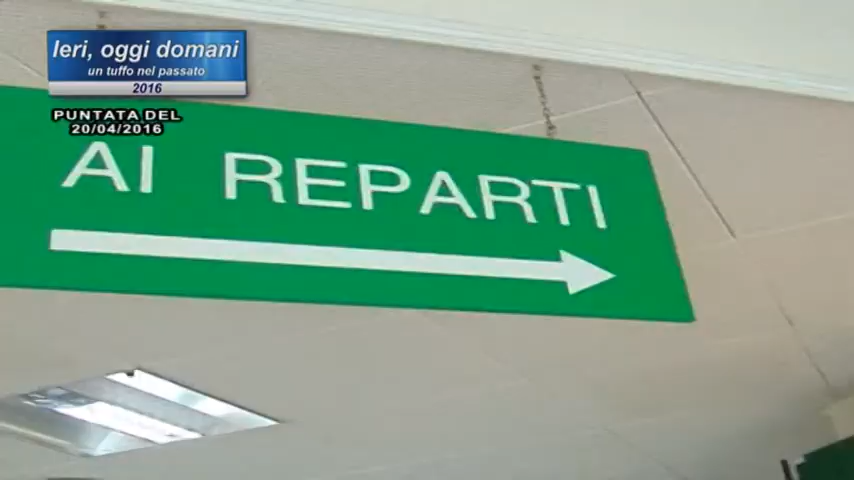 Ieri, oggi domani
un tuffo nel passato
2016
PUNTATA DEL
20/04/2016
AI REPARTI